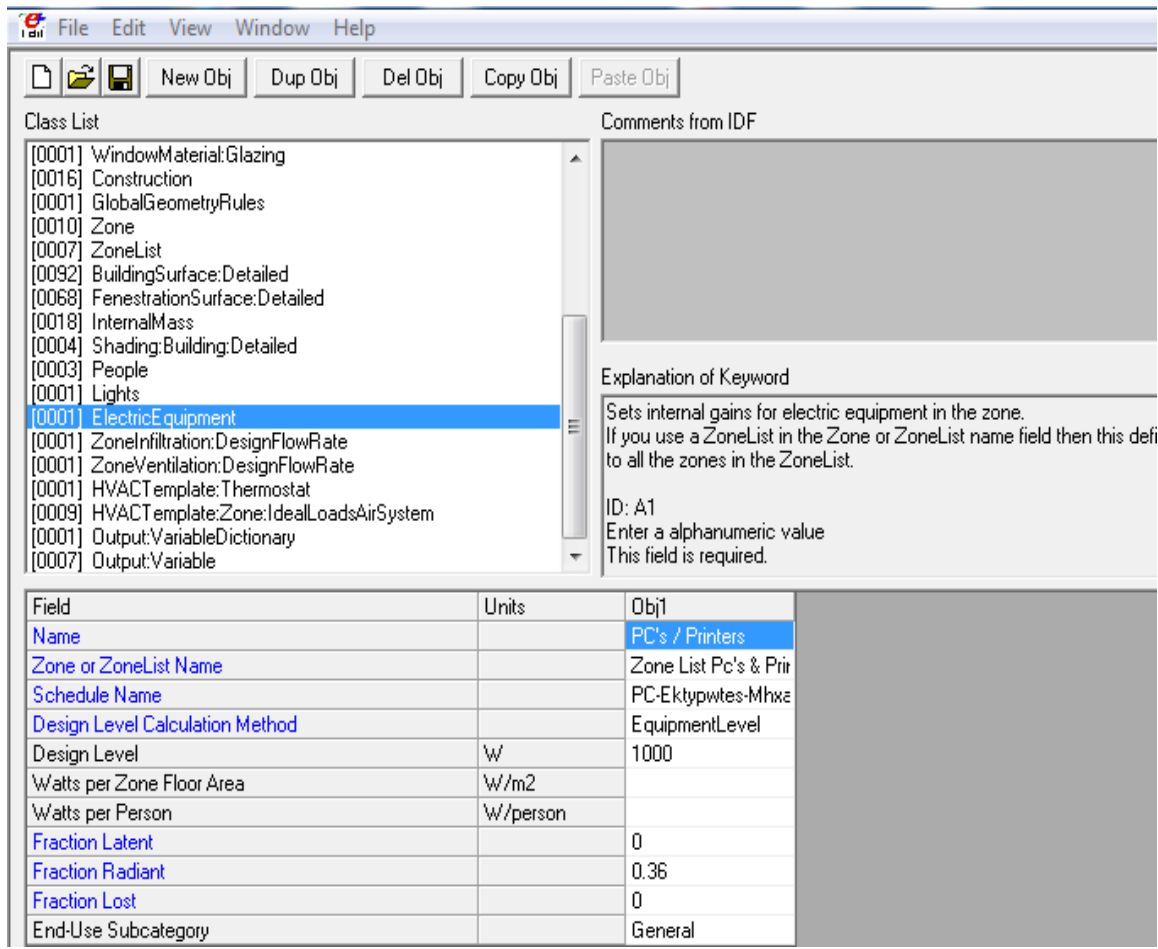 File Edit View Window Help
New Obj Dup Obj Del Obj Copy Obj Paste Obj
Class List
[0001] WindowMaterial:Glazing
[0016] Construction
[0001] GlobalGeometryRules
[0010] Zone
[0007] ZoneList
[0092] BuildingSurface:Detailed
[0068] FenestrationSurface:Detailed
[0018] InternalMass
[0004] Shading:Building:Detailed
[0003] People
[0001] Lights
[0001] ElectricEquipment
[0001] ZoneInfiltration:DesignFlowRate
[0001] ZoneVentilation:DesignFlowRate
[0001] HVACTemplate:Thermostat
[0009] HVACTemplate:Zone:IdealLoadsAirSystem
[0001] Output:VariableDictionary
[0007] Output:Variable
Comments from IDF
Explanation of Keyword
Sets internal gains for electric equipment in the zone.
If you use a ZoneList in the Zone or ZoneList name field then this defi
to all the zones in the ZoneList.
ID: A1
Enter a alphanumeric value
This field is required.
Field Units Obj1
Name PC's / Printers
Zone or ZoneList Name Zone List Pc's & Prir
Schedule Name PC-Ektypwtes-Mhxa
Design Level Calculation Method EquipmentLevel
Design Level W 1000
Watts per Zone Floor Area W/m2
Watts per Person W/person
Fraction Latent 0
Fraction Radiant 0.36
Fraction Lost 0
End-Use Subcategory General